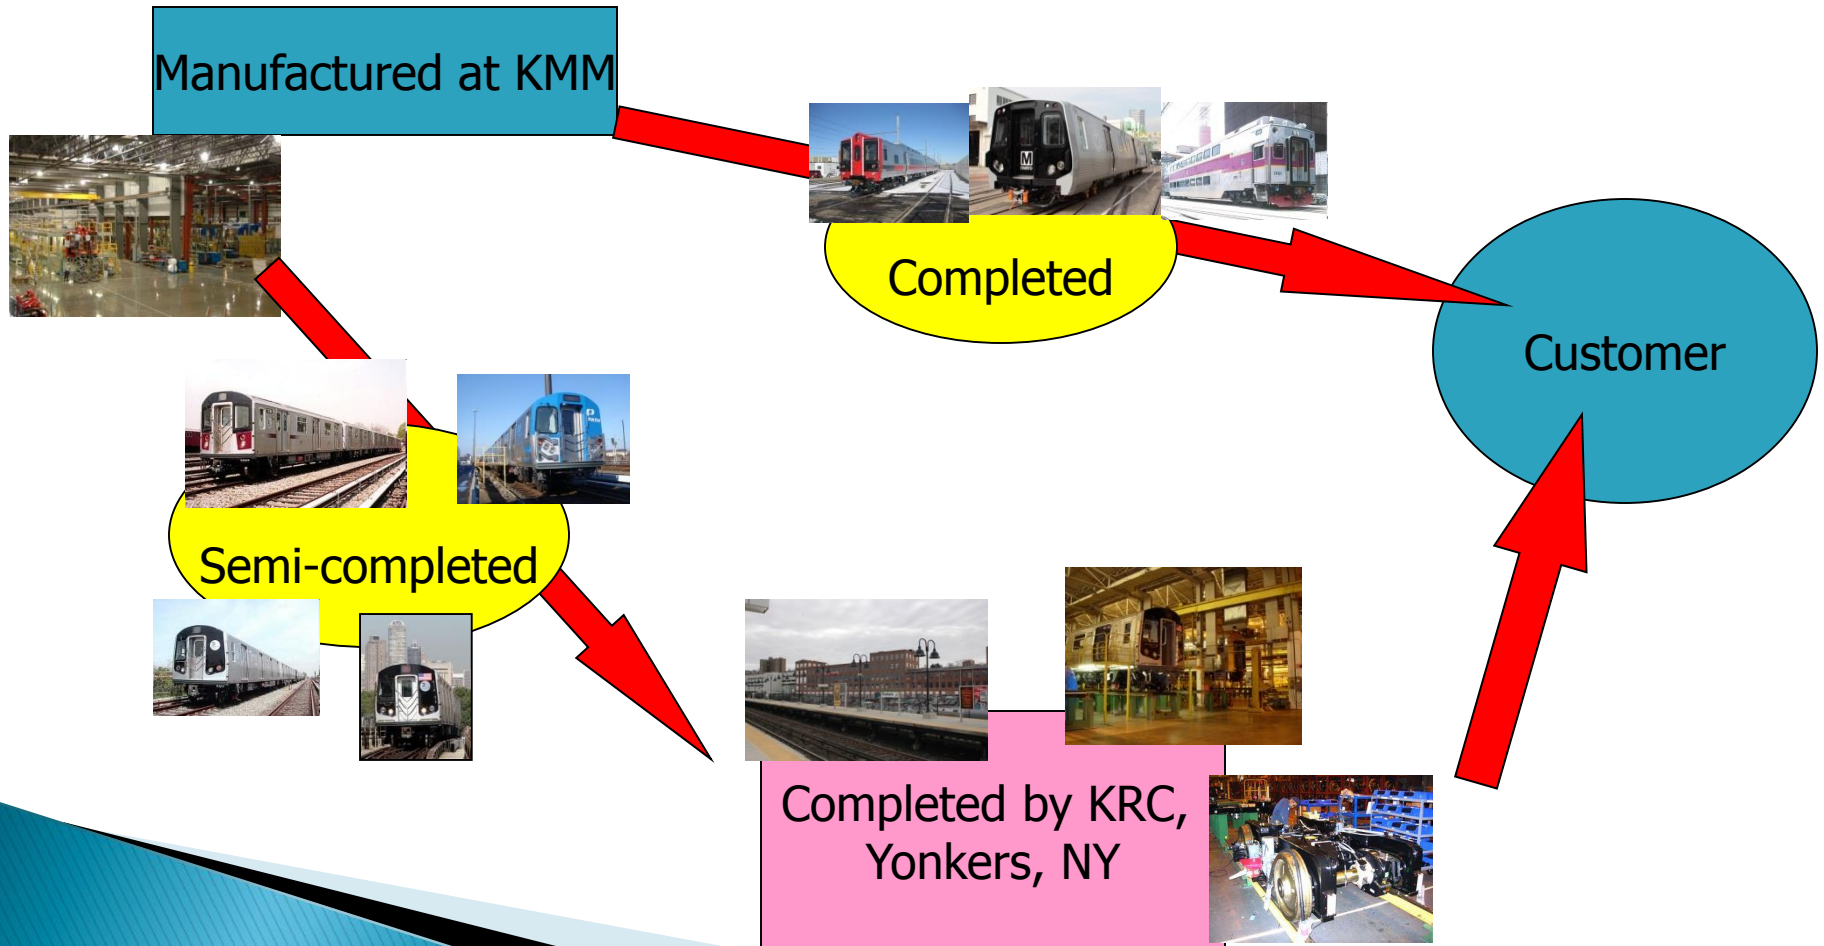 Manufactured at KMM
Completed
Customer
Semi-completed
Completed by KRC,
Yonkers, NY
M